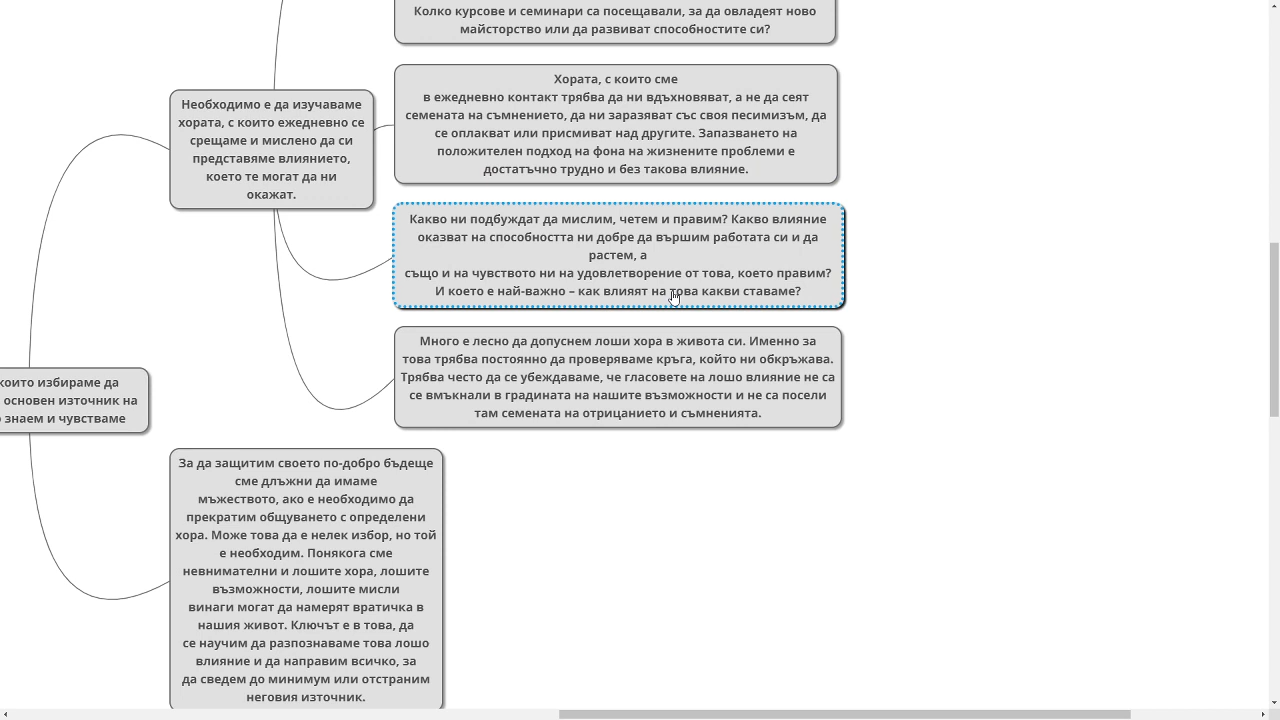 Колко курсове и семинари са посещавали, за да овладеят ново
майсторство или да развиват способностите си?
Необходимо е да изучаваме
хората, с които ежедневно се
срещаме и мислено да си
представяме влиянието,
което те могат да ни
окажат.
Хората, с които сме
в ежедневно контакт трябва да ни вдъхновяват, а не да сеят
семената на съмнението, да ни заразят със своя песимизъм, да
се оплакват или присмиват над другите. Запазването на
положителен подход на фона на жизнените проблеми е
достатъчно трудно и без такова влияние.
Какво ни подбуждат да мислим, четем и правим? Какво влияние
оказват на способността ни добре да вършим работата си и да
растем, а
също и на чувството ни на удовлетворение от това, което правим?
И което е най-важно – как влияят на това какви ставаме?
Много е лесно да допуснем лоши хора в живота си. Именно за
това трябва постоянно да проверяваме кръга, който ни обкръжава.
Трябва често да се убеждаваме, че гласовете на лошо влияние не са
се вмъкнали в градината на нашите възможности и не са посели
там семената на отрицанието и съмненията.
които избираме да
основен източник на
знаем и чувстваме
За да защитим своето по-добро бъдеще
сме длъжни да имаме
мъжеството, ако е необходимо да
прекратим общуването с определени
хора. Може това да е нелек избор, но той
е необходим. Понякога сме
невнимателни и лошите хора, лошите
възможности, лошите мисли
винаги могат да намерят вратичка в
нашия живот. Ключът е в това, да
се научим да разпознаваме това лошо
влияние и да направим всичко, за
да сведем до минимум или отстраним
неговия източник.